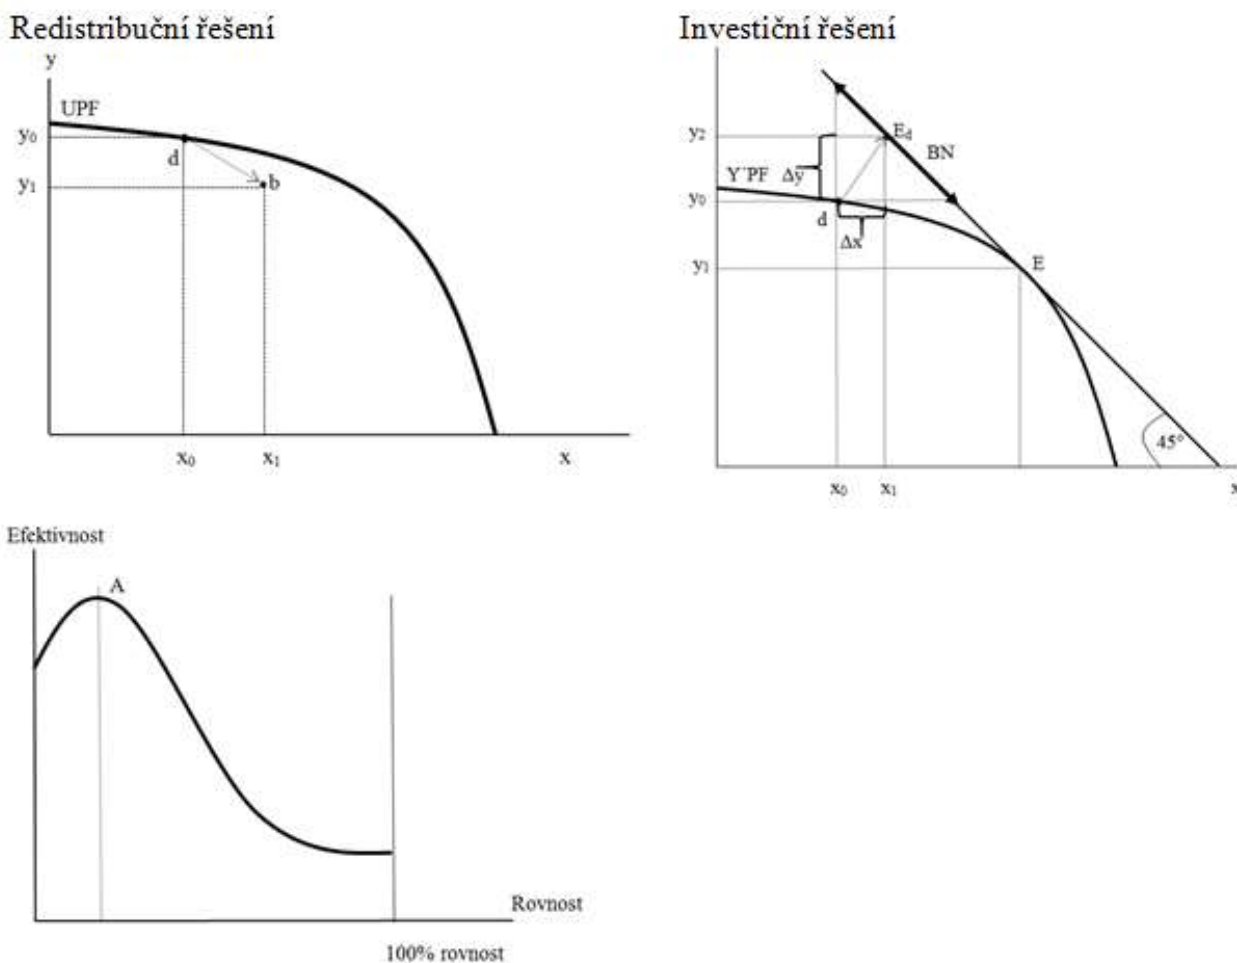 Redistribuční řešení
y
UPF
y₀
d
y₁
b
x₀
x₁
x
Investiční řešení
y₂
E_d
BN
Y´PF
Δy
y₀
d
Δx
y₁
E
45°
x₀
x₁
x
Efektivnost
A
Rovnost
100% rovnost